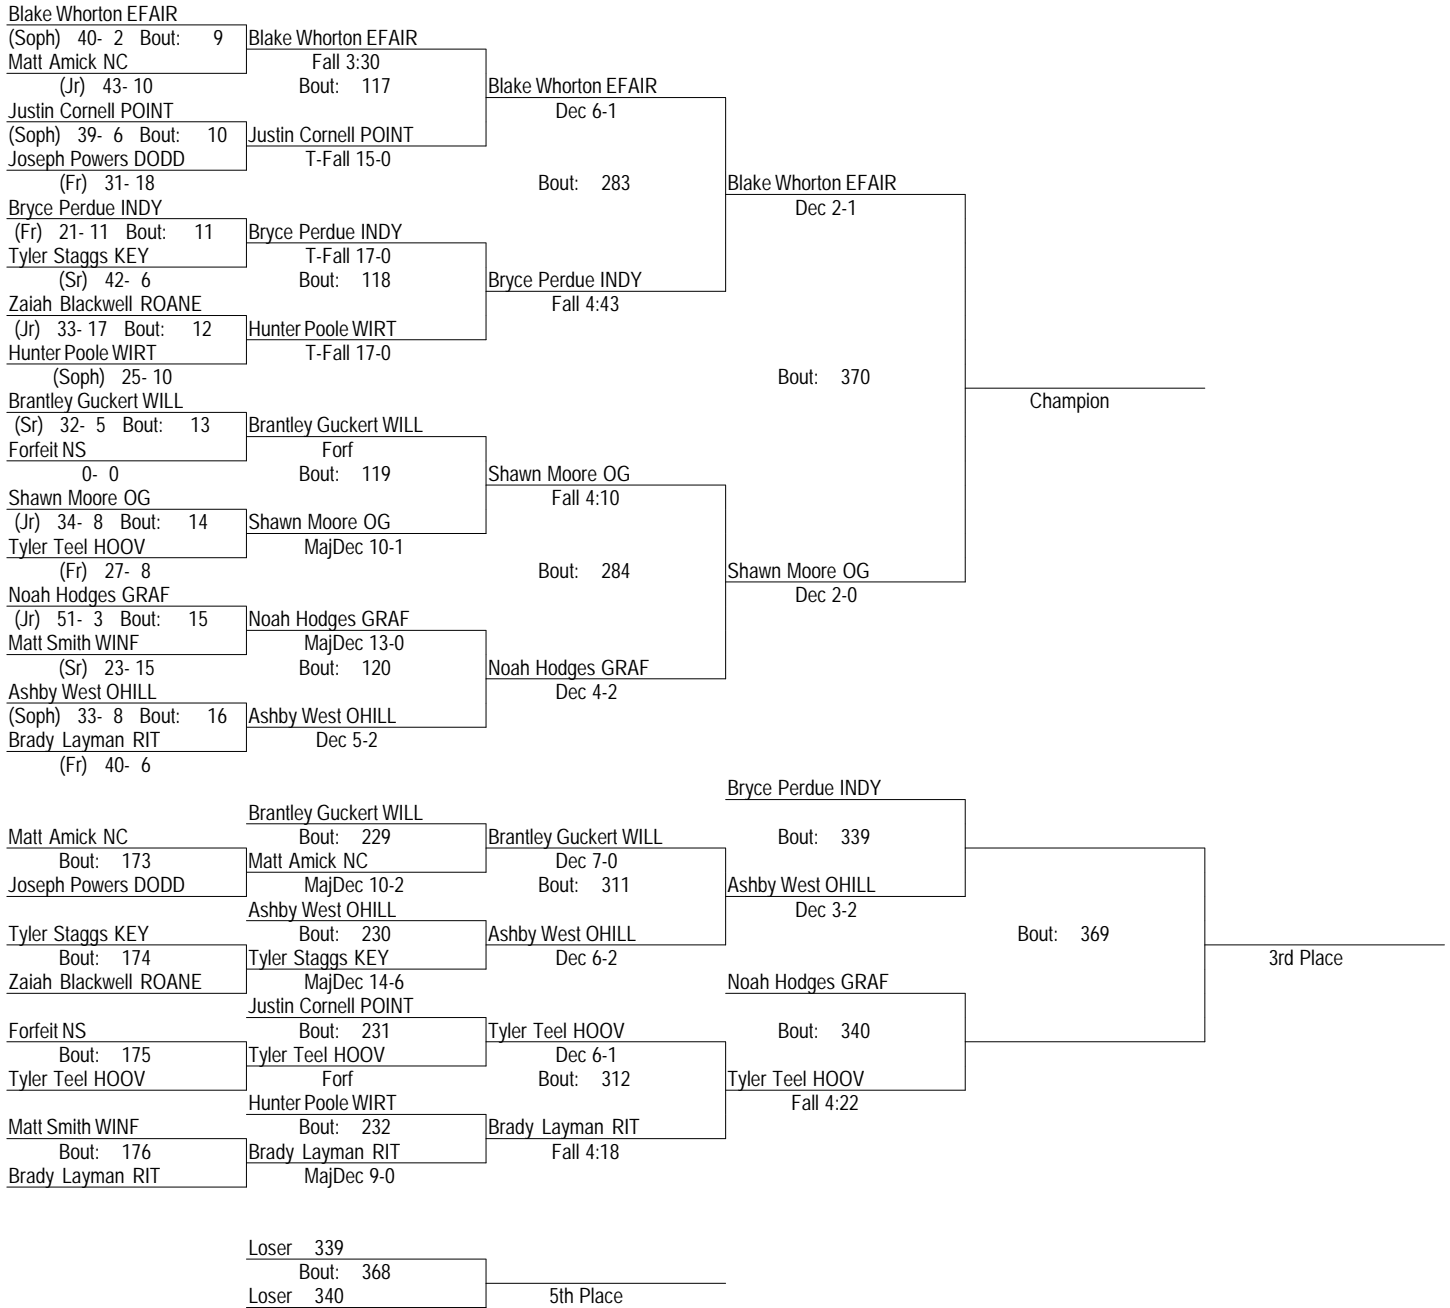 Blake Whorton EFAIR
(Soph) 40- 2 Bout: 9 Blake Whorton EFAIR
Matt Amick NC Fall 3:30
(Jr) 43- 10 Bout: 117 Blake Whorton EFAIR
Justin Cornell POINT Dec 6-1
(Soph) 39- 6 Bout: 10 Justin Cornell POINT
Joseph Powers DODD T-Fall 15-0
(Fr) 31- 18 Bout: 283 Blake Whorton EFAIR
Bryce Perdue INDY Dec 2-1
(Fr) 21- 11 Bout: 11 Bryce Perdue INDY
Tyler Staggs KEY T-Fall 17-0
(Sr) 42- 6 Bout: 118 Bryce Perdue INDY
Zaiah Blackwell ROANE Fall 4:43
(Jr) 33- 17 Bout: 12 Hunter Poole WIRT
Hunter Poole WIRT T-Fall 17-0
(Soph) 25- 10 Bout: 370
Brantley Guckert WILL Champion
(Sr) 32- 5 Bout: 13 Brantley Guckert WILL
Forfeit NS Forf
0- 0 Bout: 119 Shawn Moore OG
Shawn Moore OG Fall 4:10
(Jr) 34- 8 Bout: 14 Shawn Moore OG
Tyler Teel HOOV MajDec 10-1
(Fr) 27- 8 Bout: 284 Shawn Moore OG
Noah Hodges GRAF Dec 2-0
(Jr) 51- 3 Bout: 15 Noah Hodges GRAF
Matt Smith WINF MajDec 13-0
(Sr) 23- 15 Bout: 120 Noah Hodges GRAF
Ashby West OHILL Dec 4-2
(Soph) 33- 8 Bout: 16 Ashby West OHILL
Brady Layman RIT Dec 5-2
(Fr) 40- 6
Bryce Perdue INDY
Brantley Guckert WILL
Matt Amick NC Bout: 229 Brantley Guckert WILL Bout: 339
Bout: 173 Matt Amick NC Dec 7-0
Joseph Powers DODD MajDec 10-2 Bout: 311 Ashby West OHILL
Ashby West OHILL Dec 3-2
Tyler Staggs KEY Bout: 230 Ashby West OHILL Bout: 369
Bout: 174 Tyler Staggs KEY Dec 6-2 3rd Place
Zaiah Blackwell ROANE MajDec 14-6 Noah Hodges GRAF
Justin Cornell POINT
Forfeit NS Bout: 231 Tyler Teel HOOV Bout: 340
Bout: 175 Tyler Teel HOOV Dec 6-1
Tyler Teel HOOV Forf Bout: 312 Tyler Teel HOOV
Hunter Poole WIRT Fall 4:22
Matt Smith WINF Bout: 232 Brady Layman RIT
Bout: 176 Brady Layman RIT Fall 4:18
Brady Layman RIT MajDec 9-0
Loser 339
Bout: 368
Loser 340 5th Place